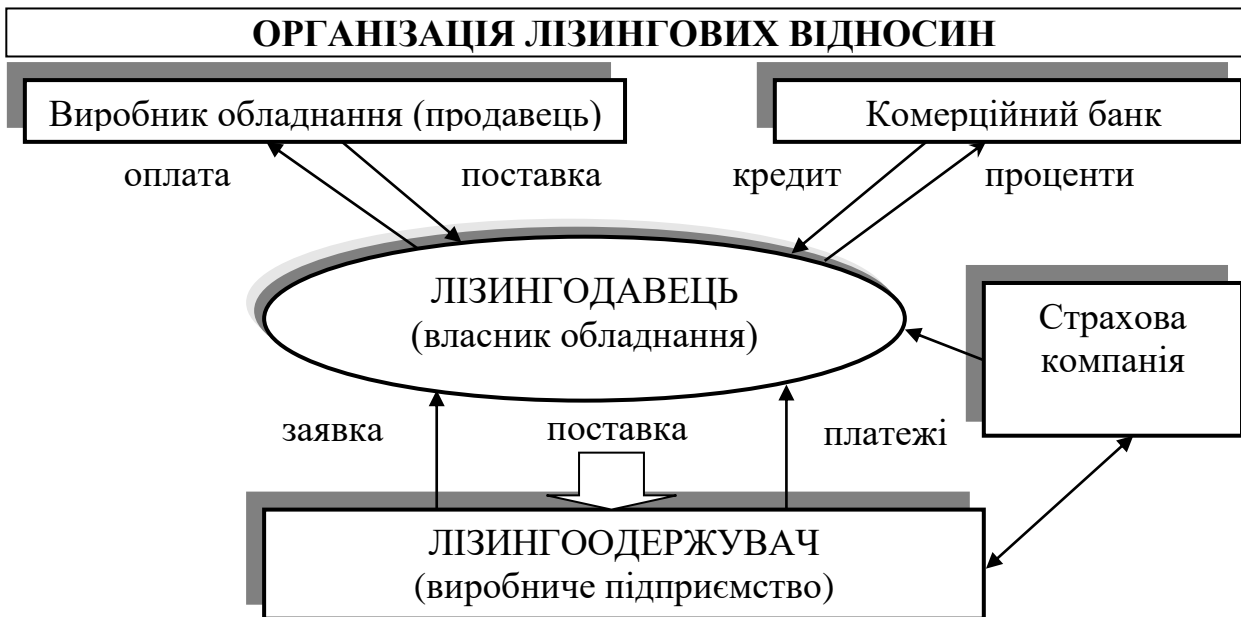 ОРГАНІЗАЦІЯ ЛІЗИНГОВИХ ВІДНОСИН
Виробник обладнання (продавець)
Комерційний банк
оплата
поставка
кредит
проценти
ЛІЗИНГОДАВЕЦЬ
(власник обладнання)
Страхова
компанія
заявка
поставка
платежі
ЛІЗИНГООДЕРЖУВАЧ
(виробниче підприємство)